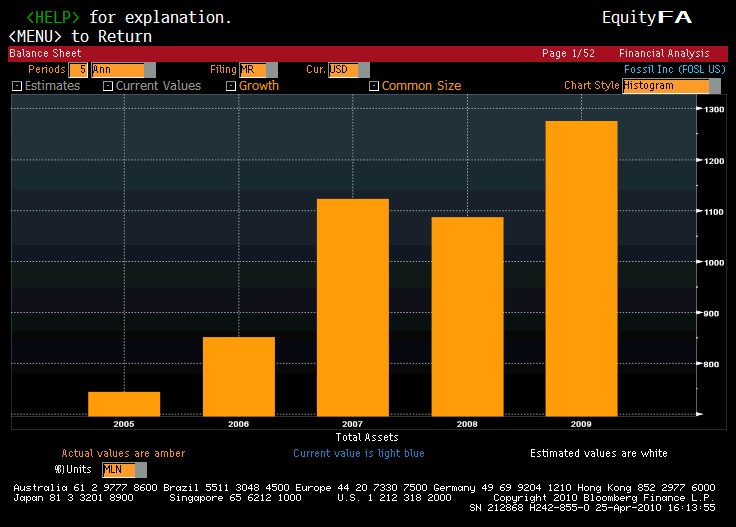 <HELP> for explanation. EquityFA
<MENU> to Return
Balance Sheet Page 1/52 Financial Analysis
Periods 5 Ann Filing MR Cur. USD Fossil Inc (FOSL US)
Estimates Current Values Growth Common Size Chart Style Histogram
1300
1200
1100
1000
900
800
2005 2006 2007 2008 2009
Total Assets
Actual values are amber Current value is light blue Estimated values are white
%)Units MLN
Australia 61 2 9777 8600 Brazil 5511 3048 4500 Europe 44 20 7330 7500 Germany 49 69 9204 1210 Hong Kong 852 2977 6000
Japan 81 3 3201 8900 Singapore 65 6212 1000 U.S. 1 212 318 2000 Copyright 2010 Bloomberg Finance L.P.
SN 212868 H242-855-0 25-Apr-2010 16:13:55